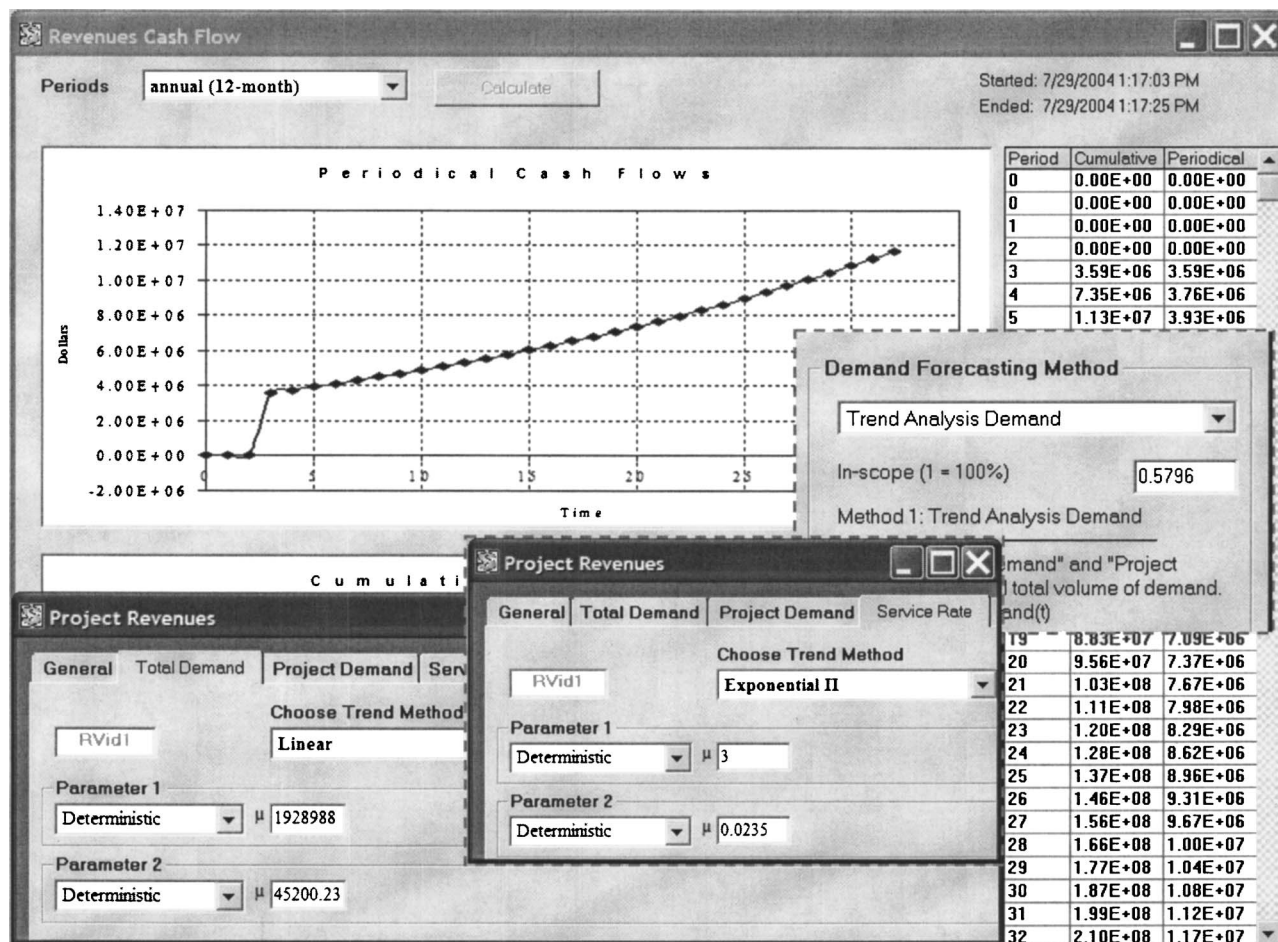 Revenues Cash Flow
Periods annual (12-month) Calculate
Started: 7/29/2004 1:17:03 PM
Ended: 7/29/2004 1:17:25 PM
Periodical Cash Flows
1.40E+07
1.20E+07
1.00E+07
8.00E+06
6.00E+06
4.00E+06
2.00E+06
0.00E+00
-2.00E+06
Dollars
0 5 10 15 20 25
Time
Period Cumulative Periodical
0 0.00E+00 0.00E+00
0 0.00E+00 0.00E+00
1 0.00E+00 0.00E+00
2 0.00E+00 0.00E+00
3 3.59E+06 3.59E+06
4 7.35E+06 3.76E+06
5 1.13E+07 3.93E+06
Demand Forecasting Method
Trend Analysis Demand
In-scope (1 = 100%) 0.5796
Method 1: Trend Analysis Demand
emand" and "Project
total volume of demand.
and(t)
19 8.83E+07 7.09E+06
20 9.56E+07 7.37E+06
21 1.03E+08 7.67E+06
22 1.11E+08 7.98E+06
23 1.20E+08 8.29E+06
24 1.28E+08 8.62E+06
25 1.37E+08 8.96E+06
26 1.46E+08 9.31E+06
27 1.56E+08 9.67E+06
28 1.66E+08 1.00E+07
29 1.77E+08 1.04E+07
30 1.87E+08 1.08E+07
31 1.99E+08 1.12E+07
32 2.10E+08 1.17E+07
Cumulati
Project Revenues
General Total Demand Project Demand Serv
RVid1
Choose Trend Method
Linear
Parameter 1
Deterministic μ 1928988
Parameter 2
Deterministic μ 45200.23
Project Revenues
General Total Demand Project Demand Service Rate
RVid1
Choose Trend Method
Exponential II
Parameter 1
Deterministic μ 3
Parameter 2
Deterministic μ 0.0235